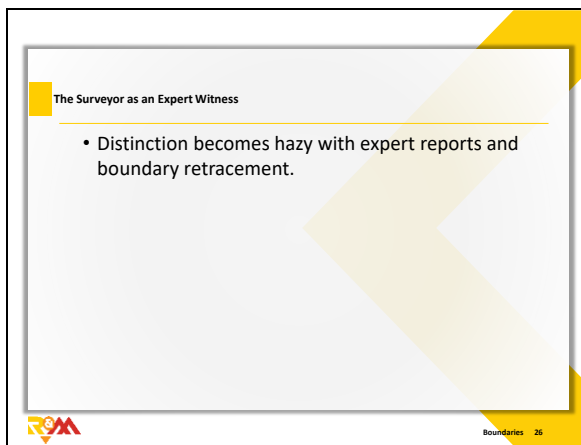 The Surveyor as an Expert Witness
• Distinction becomes hazy with expert reports and
boundary retracement.
R&M
Boundaries 26